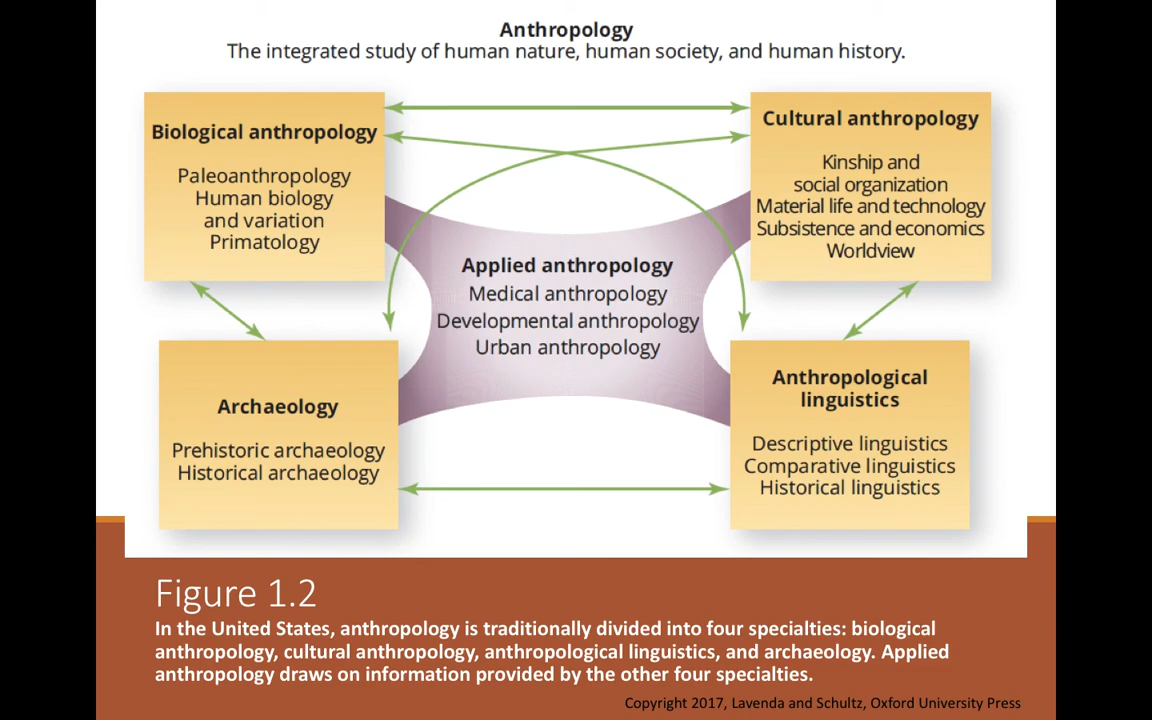 Anthropology
The integrated study of human nature, human society, and human history.
Biological anthropology
Paleoanthropology
Human biology
and variation
Primatology
Cultural anthropology
Kinship and
social organization
Material life and technology
Subsistence and economics
Worldview
Applied anthropology
Medical anthropology
Developmental anthropology
Urban anthropology
Archaeology
Prehistoric archaeology
Historical archaeology
Anthropological
linguistics
Descriptive linguistics
Comparative linguistics
Historical linguistics
Figure 1.2
In the United States, anthropology is traditionally divided into four specialties: biological
anthropology, cultural anthropology, anthropological linguistics, and archaeology. Applied
anthropology draws on information provided by the other four specialties.
Copyright 2017, Lavenda and Schultz, Oxford University Press